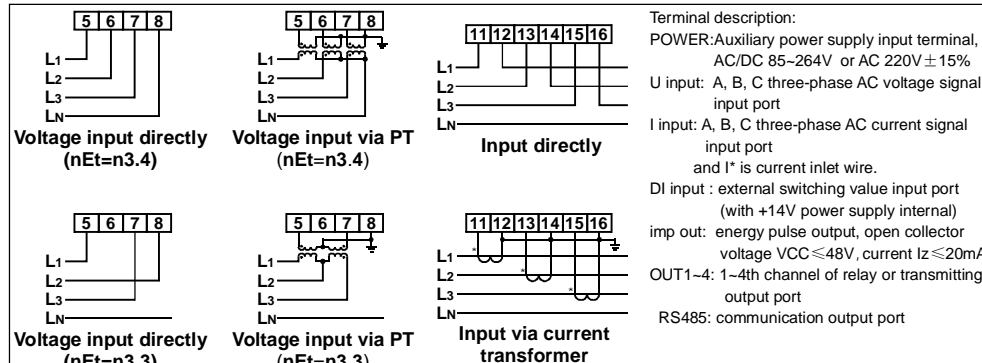 5 6 7 8
L1
L2
L3
LN
Voltage input directly
(nEt=n3.4)
5 6 7 8
L1
L2
L3
LN
Voltage input via PT
(nEt=n3.4)
11 12 13 14 15 16
L1
L2
L3
LN
Input directly
5 6 7 8
L1
L2
L3
LN
Voltage input directly
(nEt=n3.3)
5 6 7 8
L1
L2
L3
LN
Voltage input via PT
(nEt=n3.3)
11 12 13 14 15 16
L1 *
L2 *
L3 *
LN
Input via current
transformer
Terminal description:
POWER:Auxiliary power supply input terminal,
AC/DC 85~264V or AC 220V±15%
U input: A, B, C three-phase AC voltage signal
input port
I input: A, B, C three-phase AC current signal
input port
and I* is current inlet wire.
DI input : external switching value input port
(with +14V power supply internal)
imp out: energy pulse output, open collector
voltage VCC≤48V, current Iz≤20mA
OUT1~4: 1~4th channel of relay or transmitting
output port
RS485: communication output port